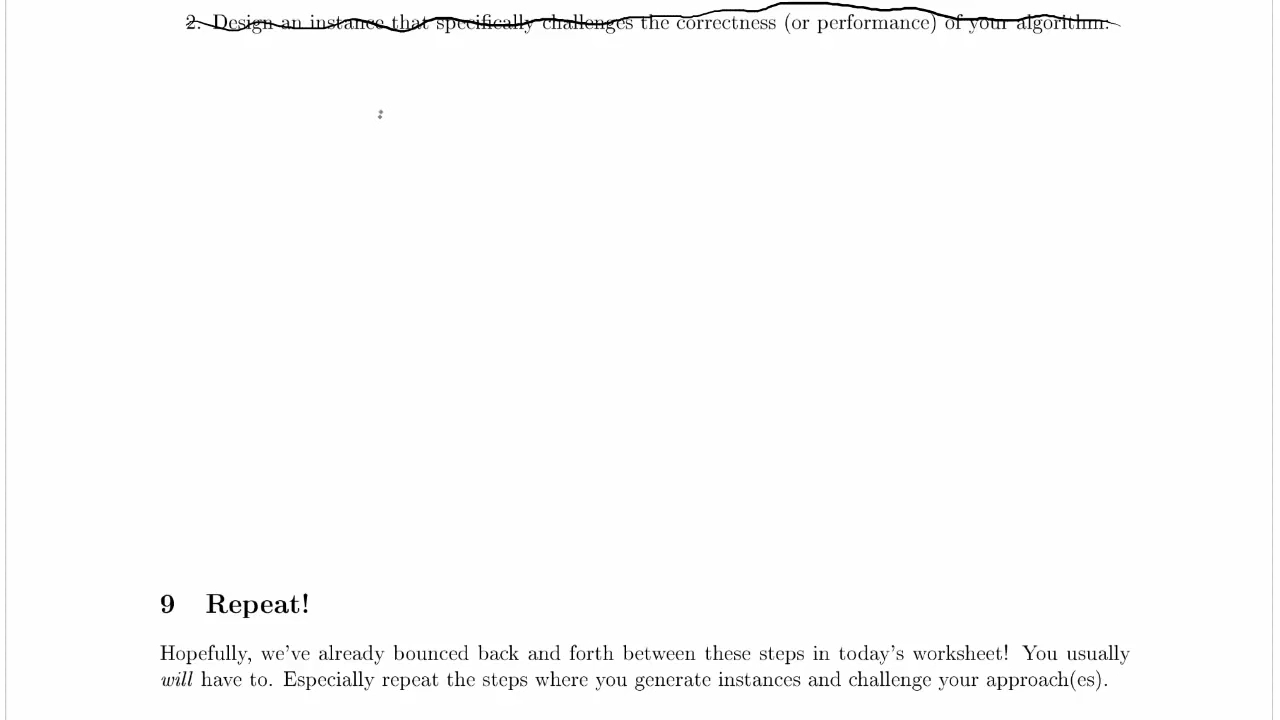 2. Design an instance that specifically challenges the correctness (or performance) of your algorithm.
9 Repeat!
Hopefully, we've already bounced back and forth between these steps in today's worksheet! You usually
will have to. Especially repeat the steps where you generate instances and challenge your approach(es).